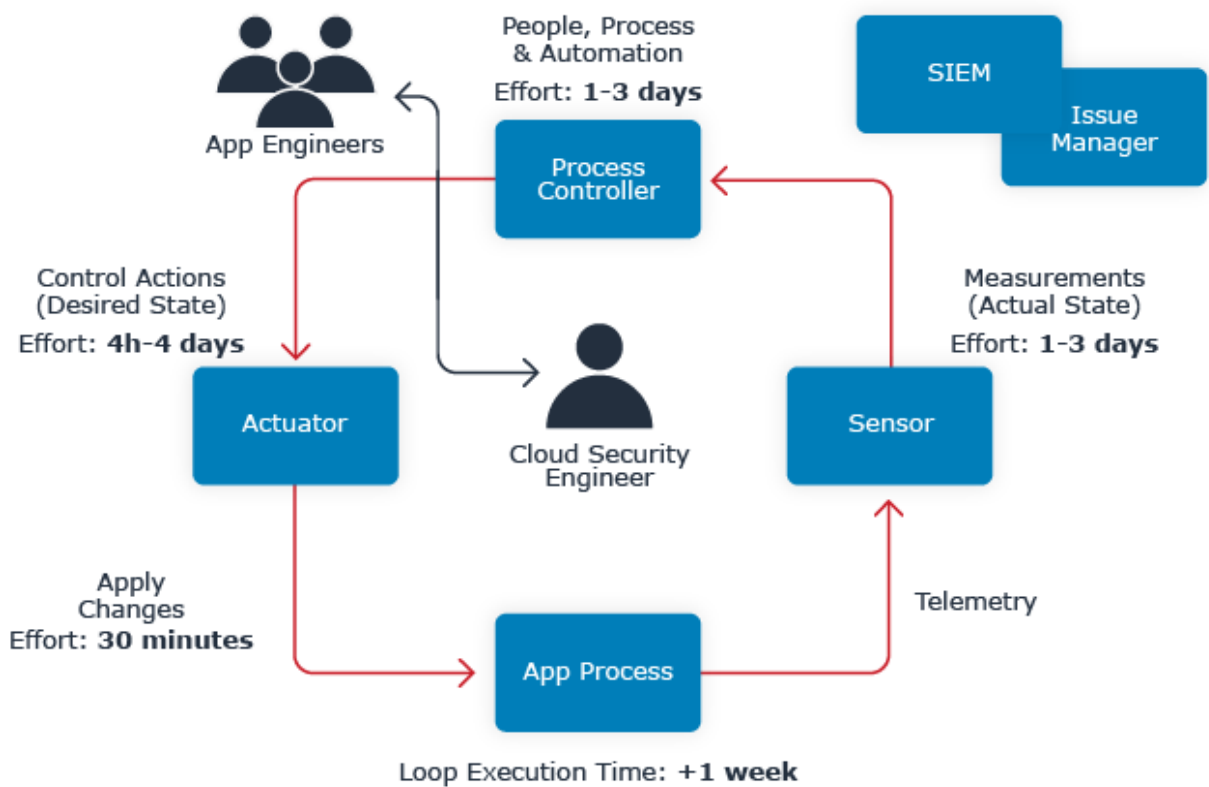 People, Process
& Automation
Effort: 1-3 days
SIEM
Issue
Manager
App Engineers
Process
Controller
Control Actions
(Desired State)
Effort: 4h-4 days
Measurements
(Actual State)
Effort: 1-3 days
Actuator
Cloud Security
Engineer
Sensor
Apply
Changes
Effort: 30 minutes
Telemetry
App Process
Loop Execution Time: +1 week